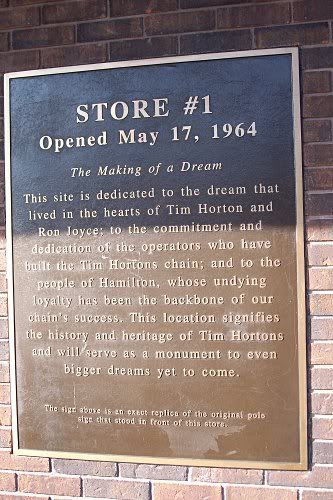 STORE #1
Opened May 17, 1964
The Making of a Dream
This site is dedicated to the dream that
lived in the hearts of Tim Horton and
Ron Joyce; to the commitment and
dedication of the operators who have
built the Tim Hortons chain; and to the
people of Hamilton, whose undying
loyalty has been the backbone of our
chain's success. This location signifies
the history and heritage of Tim Hortons
and will serve as a monument to even
bigger dreams yet to come.
The sign above is an exact replica of the original pole
sign that stood in front of this store.